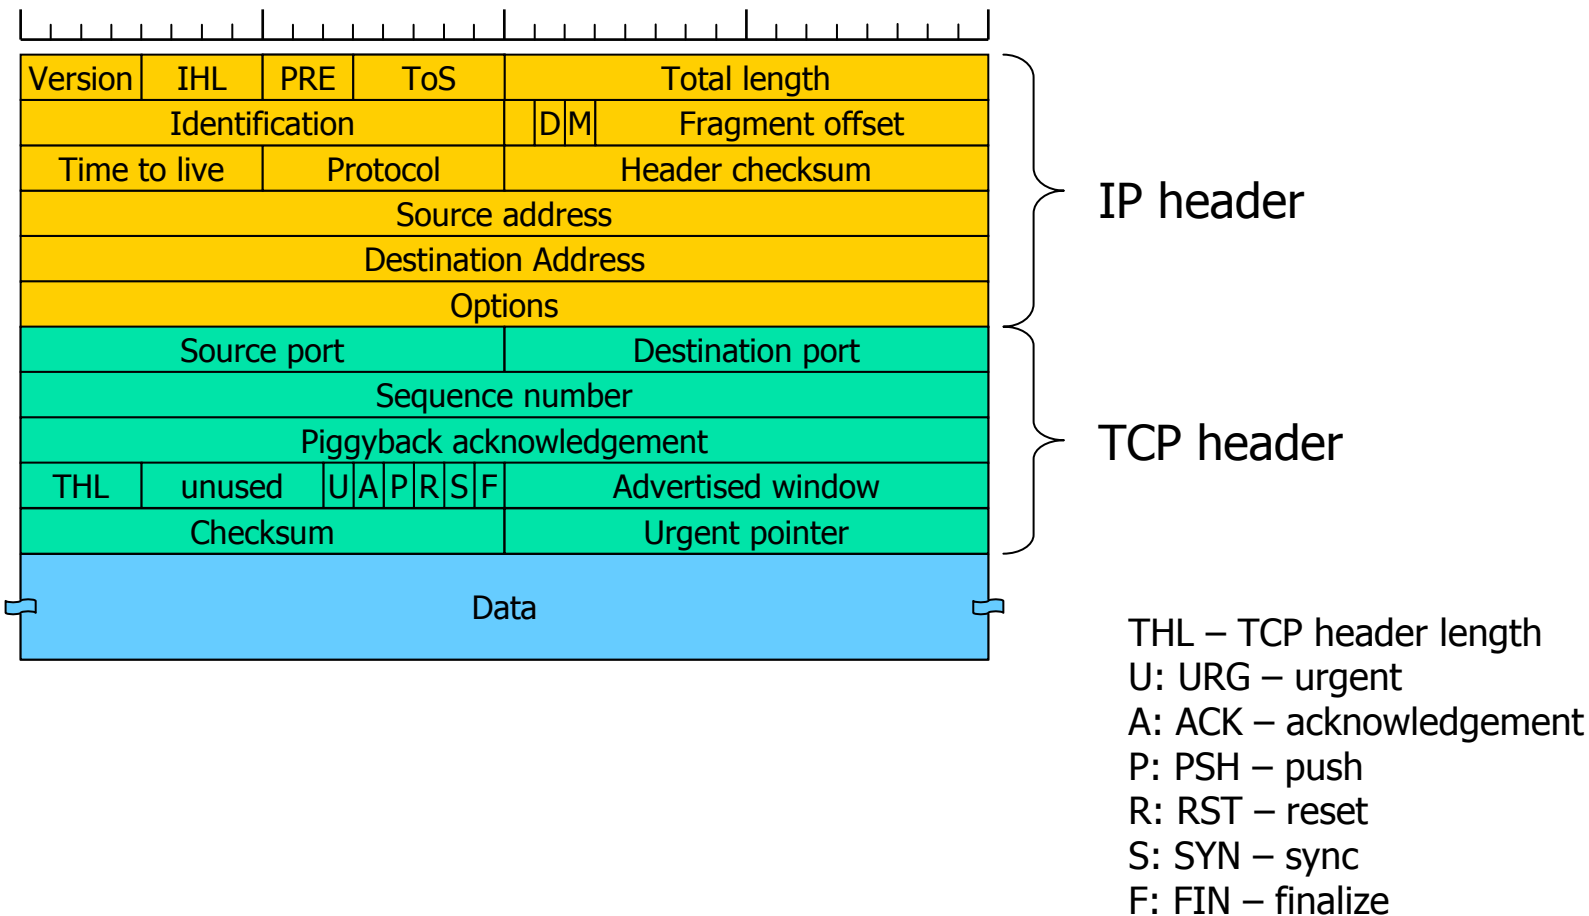 Version IHL PRE ToS Total length
Identification D M Fragment offset
Time to live Protocol Header checksum
Source address
Destination Address
Options
IP header
Source port Destination port
Sequence number
Piggyback acknowledgement
THL unused U A P R S F Advertised window
Checksum Urgent pointer
TCP header
Data
THL – TCP header length
U: URG – urgent
A: ACK – acknowledgement
P: PSH – push
R: RST – reset
S: SYN – sync
F: FIN – finalize